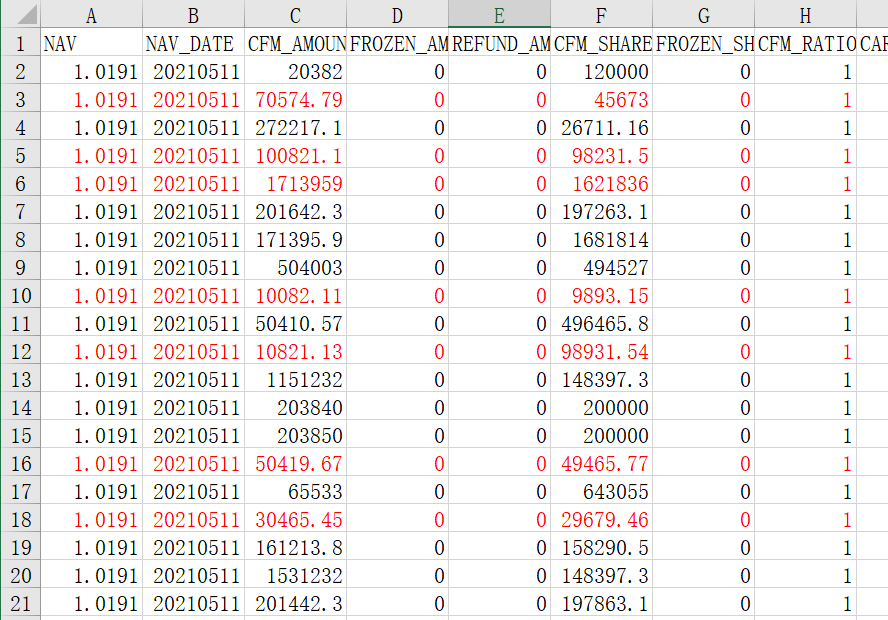 A B C D E F G H
1 NAV NAV_DATE CFM_AMOUN FROZEN_AM REFUND_AM CFM_SHARE FROZEN_SH CFM_RATIO CAP
2 1.0191 20210511 20382 0 0 120000 0 1
3 1.0191 20210511 70574.79 0 0 45673 0 1
4 1.0191 20210511 272217.1 0 0 26711.16 0 1
5 1.0191 20210511 100821.1 0 0 98231.5 0 1
6 1.0191 20210511 1713959 0 0 1621836 0 1
7 1.0191 20210511 201642.3 0 0 197263.1 0 1
8 1.0191 20210511 171395.9 0 0 1681814 0 1
9 1.0191 20210511 504003 0 0 494527 0 1
10 1.0191 20210511 10082.11 0 0 9893.15 0 1
11 1.0191 20210511 50410.57 0 0 496465.8 0 1
12 1.0191 20210511 10821.13 0 0 98931.54 0 1
13 1.0191 20210511 1151232 0 0 148397.3 0 1
14 1.0191 20210511 203840 0 0 200000 0 1
15 1.0191 20210511 203850 0 0 200000 0 1
16 1.0191 20210511 50419.67 0 0 49465.77 0 1
17 1.0191 20210511 65533 0 0 643055 0 1
18 1.0191 20210511 30465.45 0 0 29679.46 0 1
19 1.0191 20210511 161213.8 0 0 158290.5 0 1
20 1.0191 20210511 1531232 0 0 148397.3 0 1
21 1.0191 20210511 201442.3 0 0 197863.1 0 1